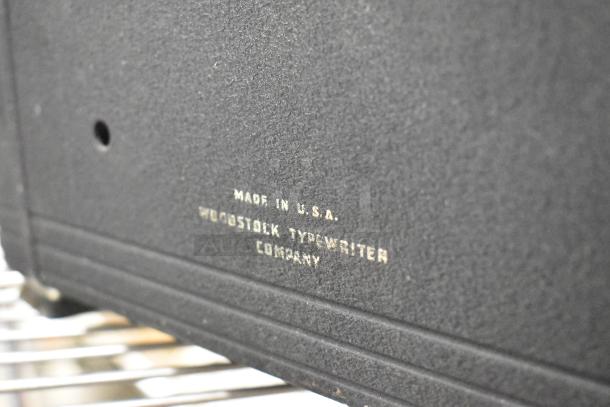 MADE IN U.S.A.
WOODSTOCK TYPEWRITER
COMPANY